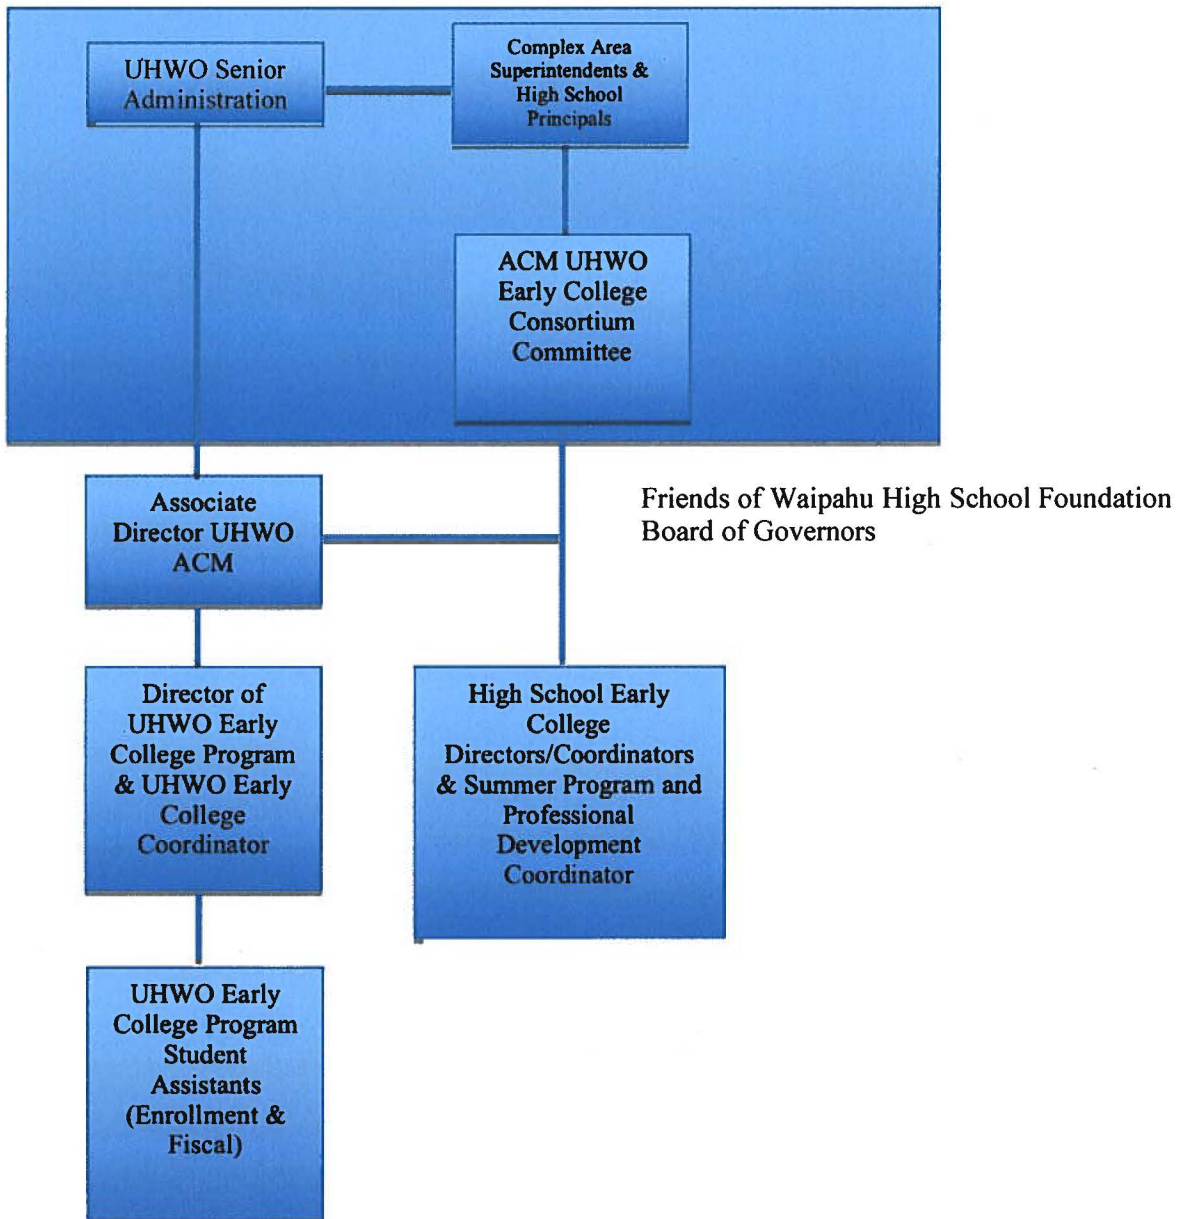 UHWO Senior
Administration
Complex Area
Superintendents &
High School
Principals
ACM UHWO
Early College
Consortium
Committee
Associate
Director UHWO
ACM
Friends of Waipahu High School Foundation
Board of Governors
Director of
UHWO Early
College Program
& UHWO Early
College
Coordinator
High School Early
College
Directors/Coordinators
& Summer Program and
Professional
Development
Coordinator
UHWO Early
College Program
Student
Assistants
(Enrollment &
Fiscal)